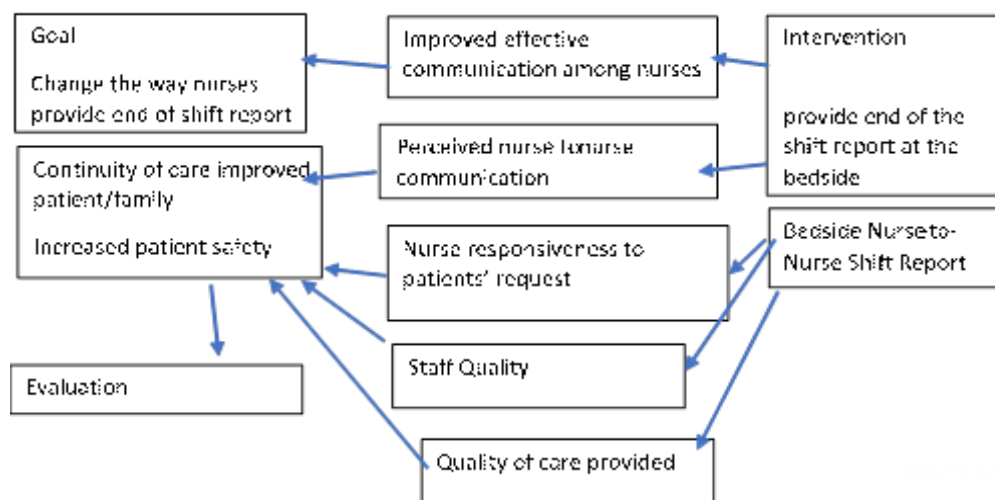 Goal
Change the way nurses
provide end of shift report
Continuity of care improved
patient/family
Increased patient safety
Evaluation
Improved effective
communication among nurses
Perceived nurse tonurse
communication
Nurse responsiveness to
patients' request
Staff Quality
Quality of care provided
Intervention
provide end of the
shift report at the
bedside
Bedside Nurseto-
Nurse Shift Report